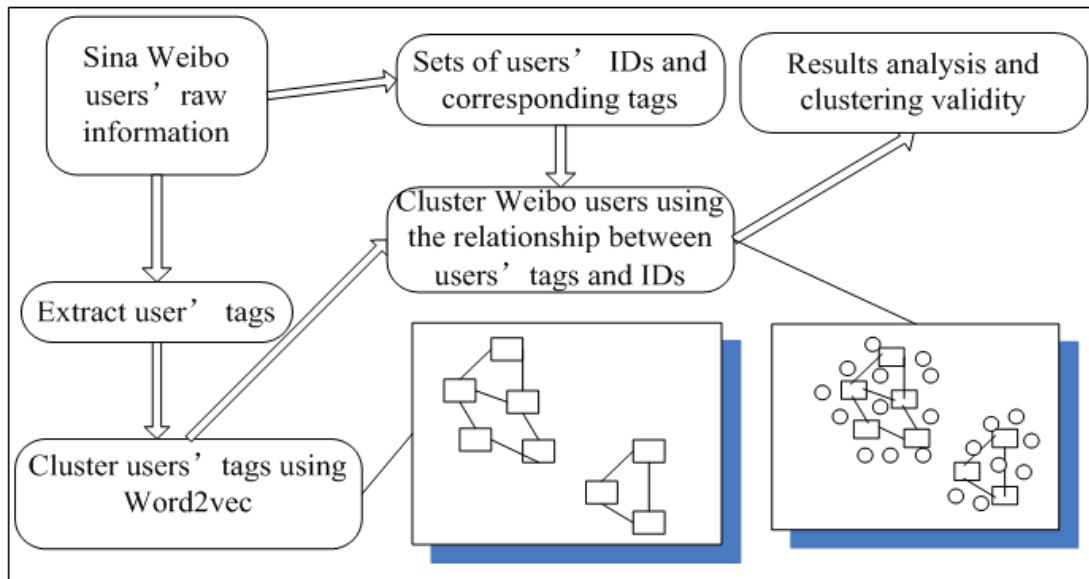 Sina Weibo
users’ raw
information
Sets of users’ IDs and
corresponding tags
Results analysis and
clustering validity
Cluster Weibo users using
the relationship between
users’ tags and IDs
Extract user’ tags
Cluster users’ tags using
Word2vec